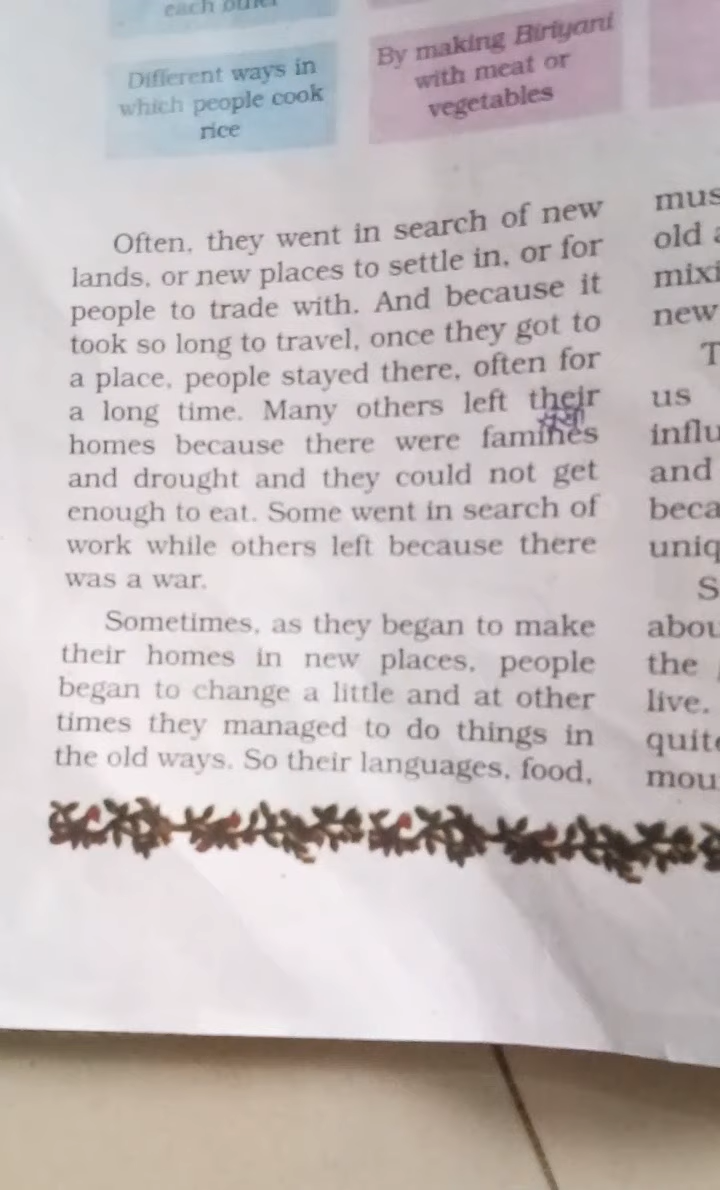 each other
Different ways in
which people cook
rice
By making Biriyani
with meat or
vegetables
Often, they went in search of new
lands, or new places to settle in, or for
people to trade with. And because it
took so long to travel, once they got to
a place, people stayed there, often for
a long time. Many others left their
homes because there were famines
and drought and they could not get
enough to eat. Some went in search of
work while others left because there
was a war.
Sometimes, as they began to make
their homes in new places, people
began to change a little and at other
times they managed to do things in
the old ways. So their languages, food,
old
new
us
and
the
live.